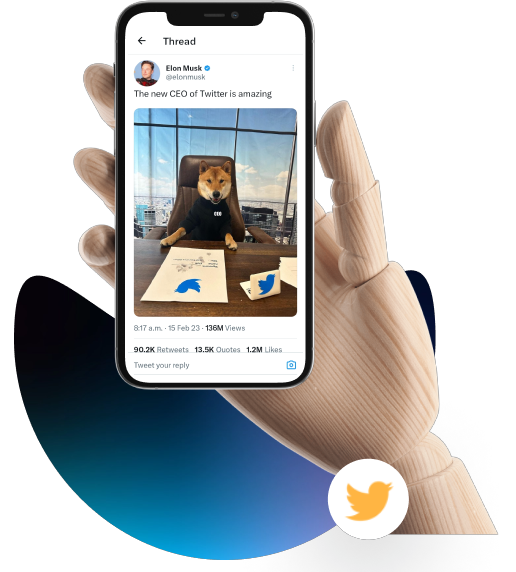 Thread
Elon Musk
@elonmusk
The new CEO of Twitter is amazing
CEO
8:17 a.m. · 15 Feb 23 · 136M Views
90.2K Retweets 13.5K Quotes 1.2M Likes
Tweet your reply